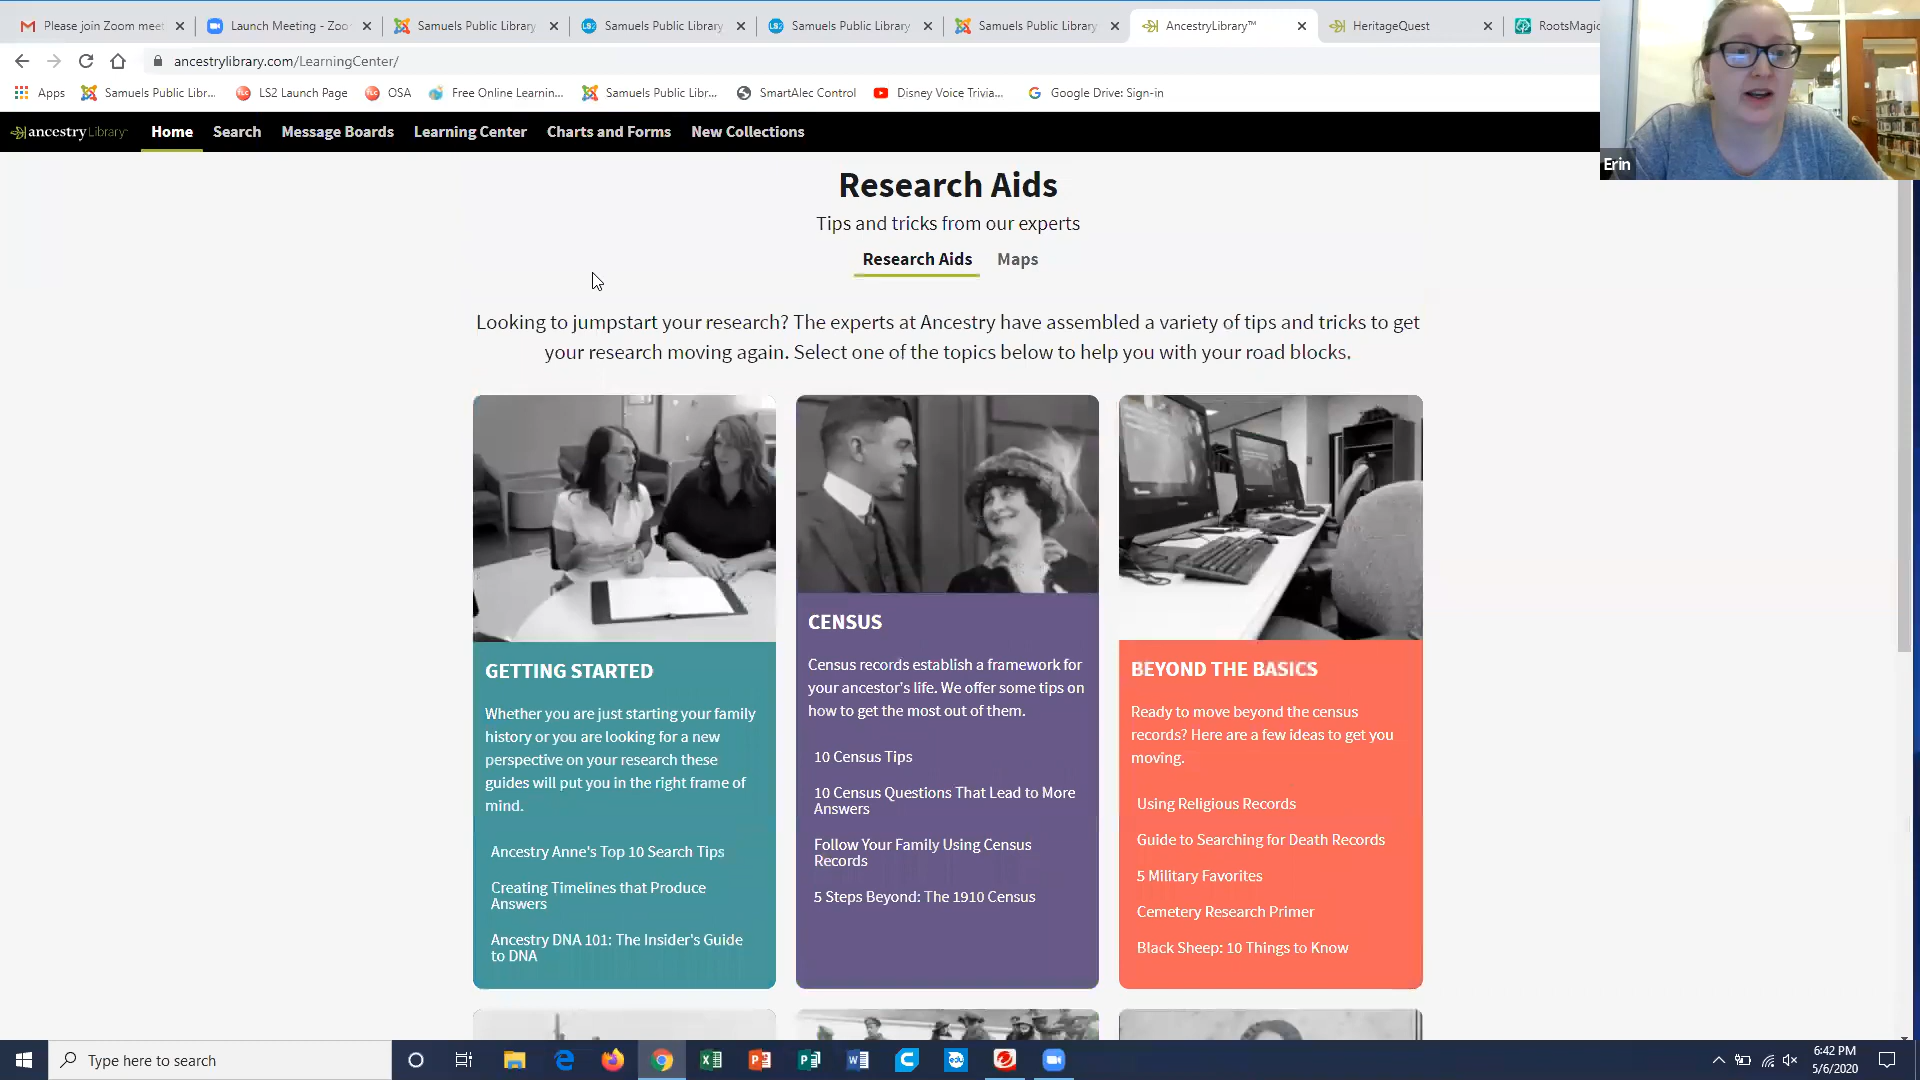 Please join Zoom meet
Launch Meeting - Zoo
Samuels Public Library
Samuels Public Library
Samuels Public Library
Samuels Public Library
AncestryLibrary™
HeritageQuest
RootsMagic
ancestrylibrary.com/LearningCenter/
Apps
Samuels Public Libr...
LS2 Launch Page
OSA
Free Online Learnin...
Samuels Public Libr...
SmartAlec Control
Disney Voice Trivia...
Google Drive: Sign-in
ancestryLibrary
Home
Search
Message Boards
Learning Center
Charts and Forms
New Collections
Erin
Research Aids
Tips and tricks from our experts
Research Aids
Maps
Looking to jumpstart your research? The experts at Ancestry have assembled a variety of tips and tricks to get
your research moving again. Select one of the topics below to help you with your road blocks.
GETTING STARTED
Whether you are just starting your family
history or you are looking for a new
perspective on your research these
guides will put you in the right frame of
mind.
Ancestry Anne's Top 10 Search Tips
Creating Timelines that Produce
Answers
Ancestry DNA 101: The Insider's Guide
to DNA
CENSUS
Census records establish a framework for
your ancestor's life. We offer some tips on
how to get the most out of them.
10 Census Tips
10 Census Questions That Lead to More
Answers
Follow Your Family Using Census
Records
5 Steps Beyond: The 1910 Census
BEYOND THE BASICS
Ready to move beyond the census
records? Here are a few ideas to get you
moving.
Using Religious Records
Guide to Searching for Death Records
5 Military Favorites
Cemetery Research Primer
Black Sheep: 10 Things to Know
Type here to search
6:42 PM
5/6/2020